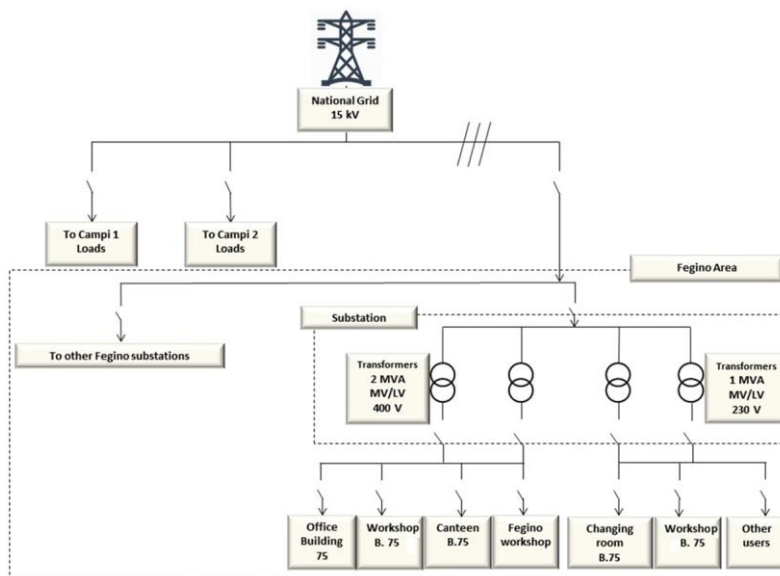 National Grid
15 kV
To Campi 1
Loads
To Campi 2
Loads
Fegino Area
Substation
To other Fegino substations
Transformers
2 MVA
MV/LV
400 V
Transformers
1 MVA
MV/LV
230 V
Office
Building
75
Workshop
B. 75
Canteen
B.75
Fegino
workshop
Changing
room
B.75
Workshop
B. 75
Other
users